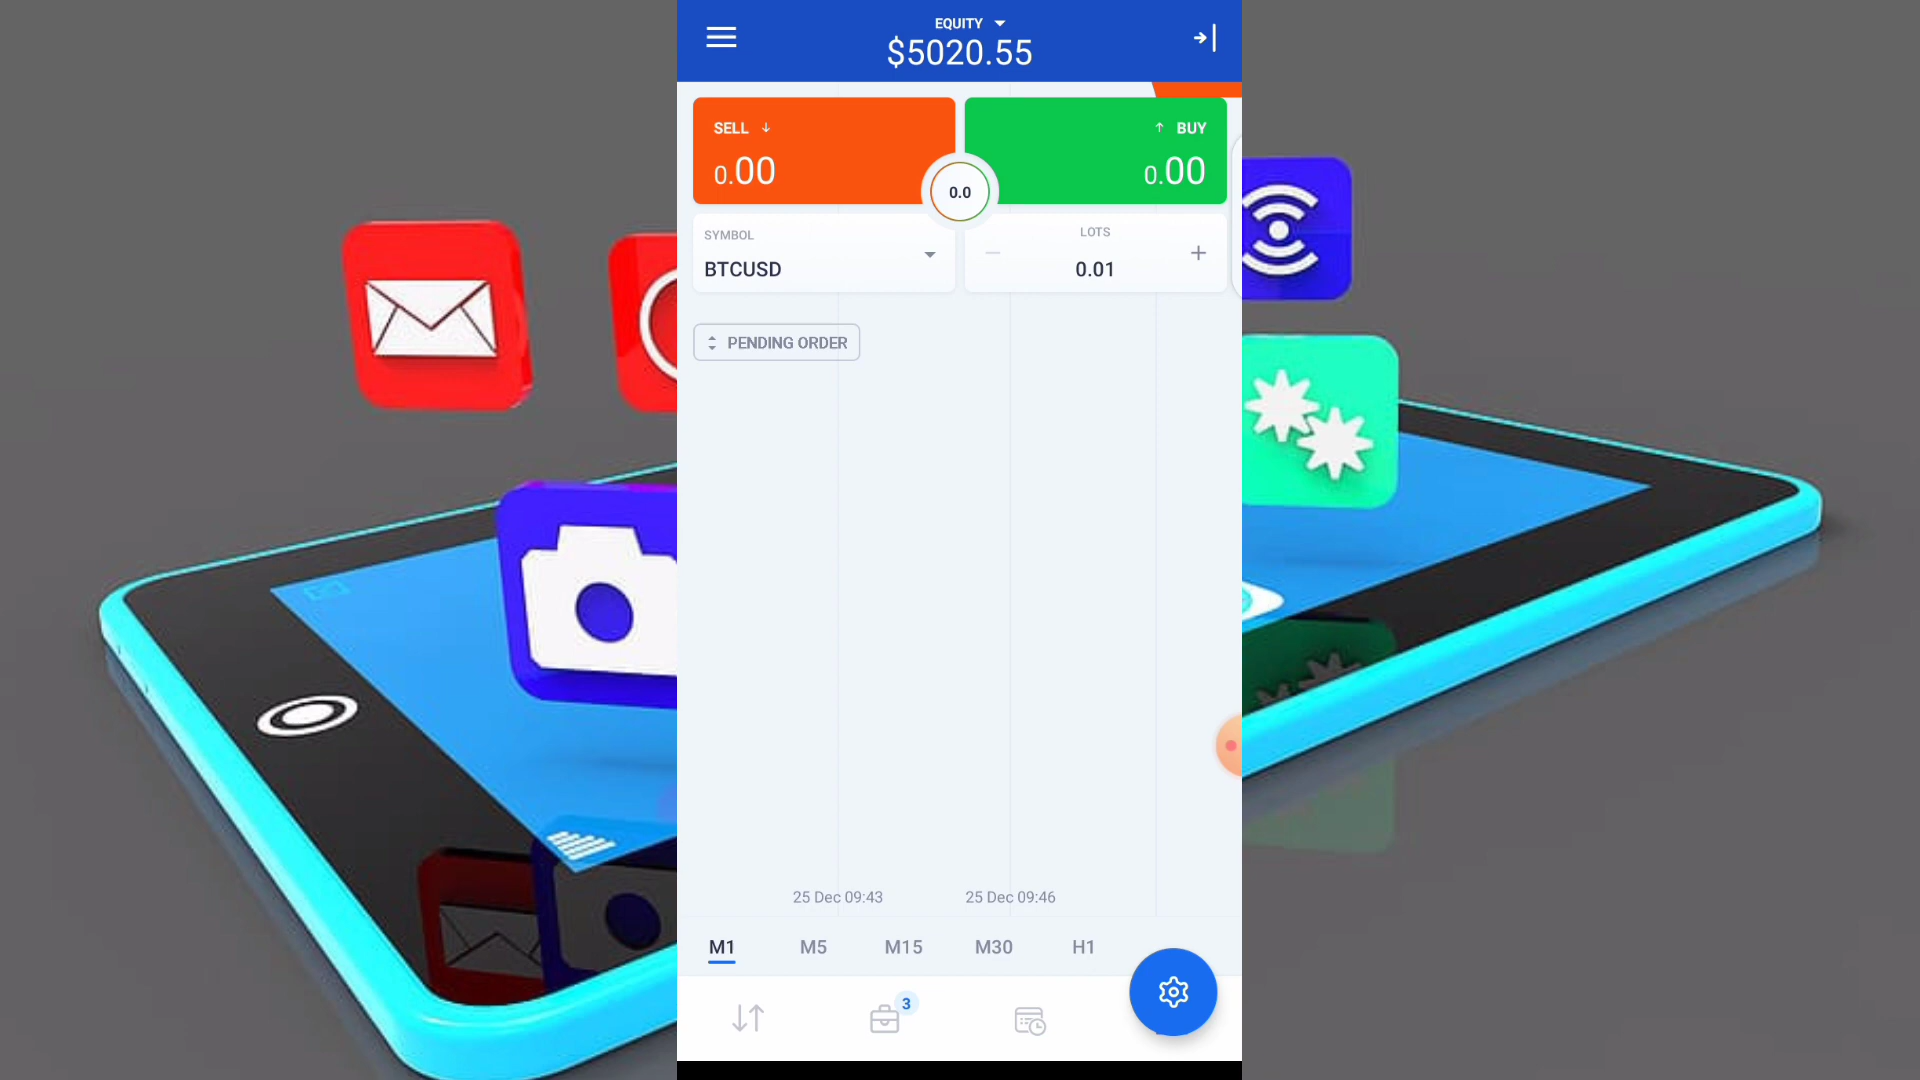 EQUITY
$5020.55
SELL
BUY
0.00
0.00
0.0
SYMBOL
BTCUSD
LOTS
0.01
PENDING ORDER
25 Dec 09:43
25 Dec 09:46
M1
M5
M15
M30
H1
3